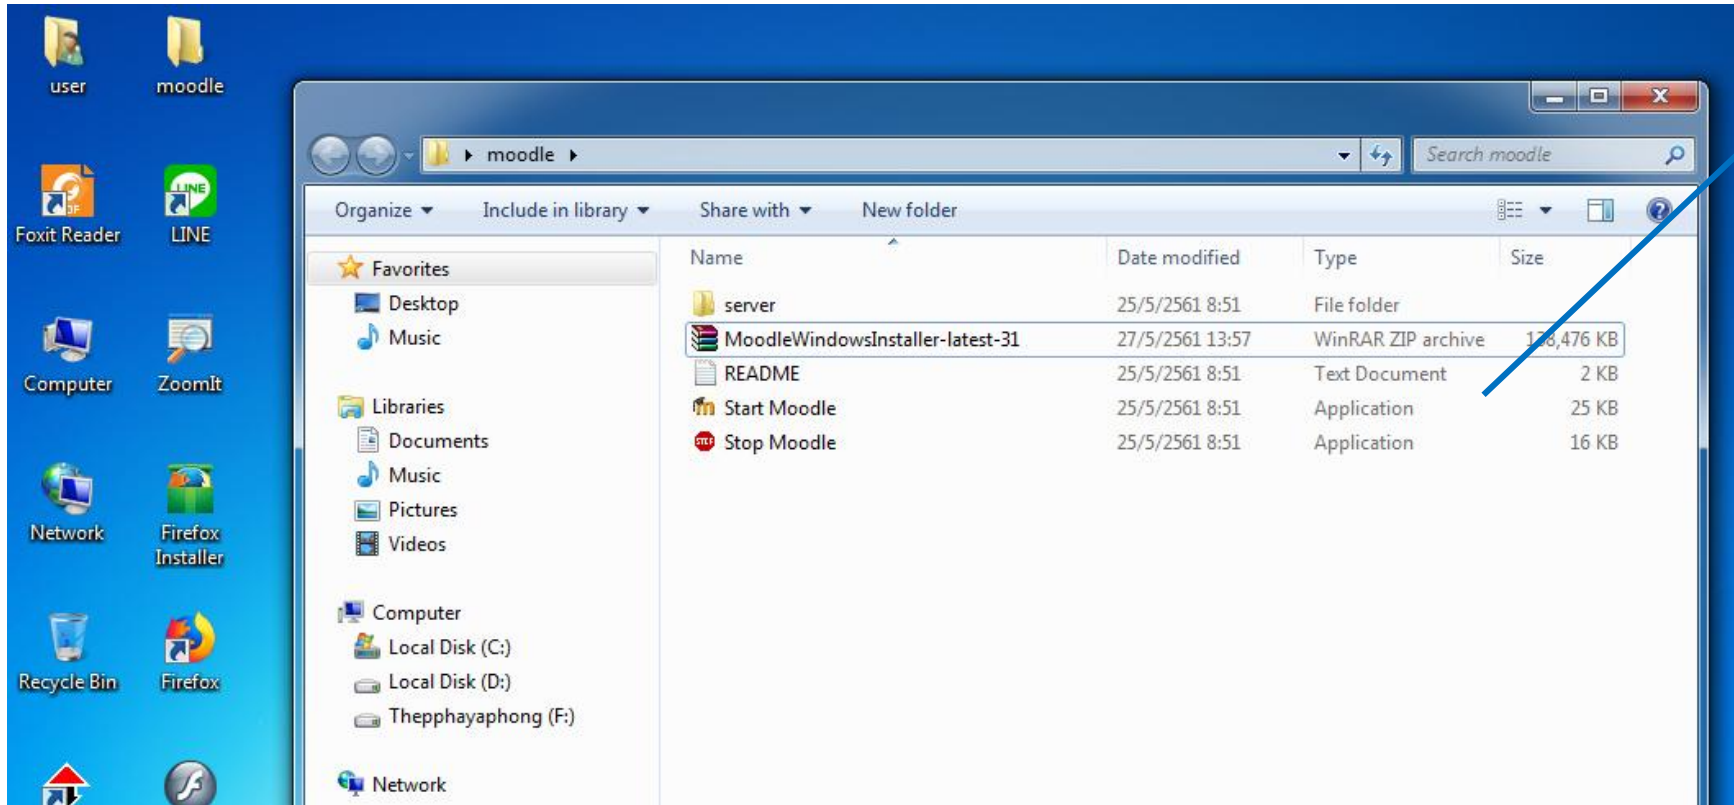 user
moodle
Foxit Reader
LINE
Computer
ZoomIt
Network
Firefox
Installer
Recycle Bin
Firefox
moodle
Search moodle
Organize
Include in library
Share with
New folder
Favorites
Desktop
Music
Libraries
Documents
Music
Pictures
Videos
Computer
Local Disk (C:)
Local Disk (D:)
Thepphayaphong (F:)
Network
Name Date modified Type Size
server 25/5/2561 8:51 File folder
MoodleWindowsInstaller-latest-31 27/5/2561 13:57 WinRAR ZIP archive KB
README 25/5/2561 8:51 Text Document 2 KB
Start Moodle 25/5/2561 8:51 Application 25 KB
Stop Moodle 25/5/2561 8:51 Application 16 KB